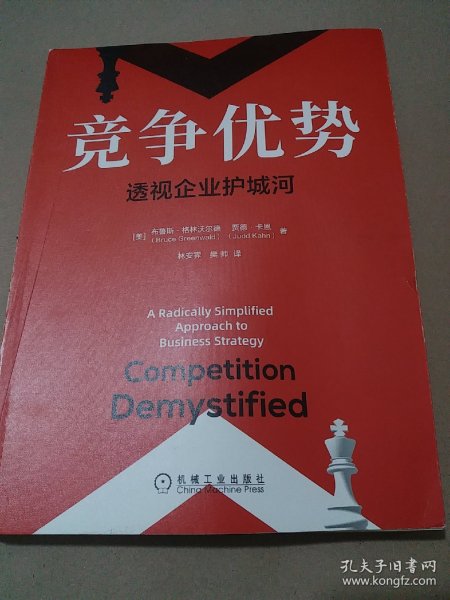 竞争优势
透视企业护城河
[美] 布鲁斯·格林沃尔德 贾德·卡恩 著
(Bruce Greenwald) (Judd Kahn)
林安霁 樊帅 译
A Radically Simplified
Approach to
Business Strategy
Competition
Demystified
机械工业出版社
China Machine Press
孔夫子旧书网
www.kongfz.com